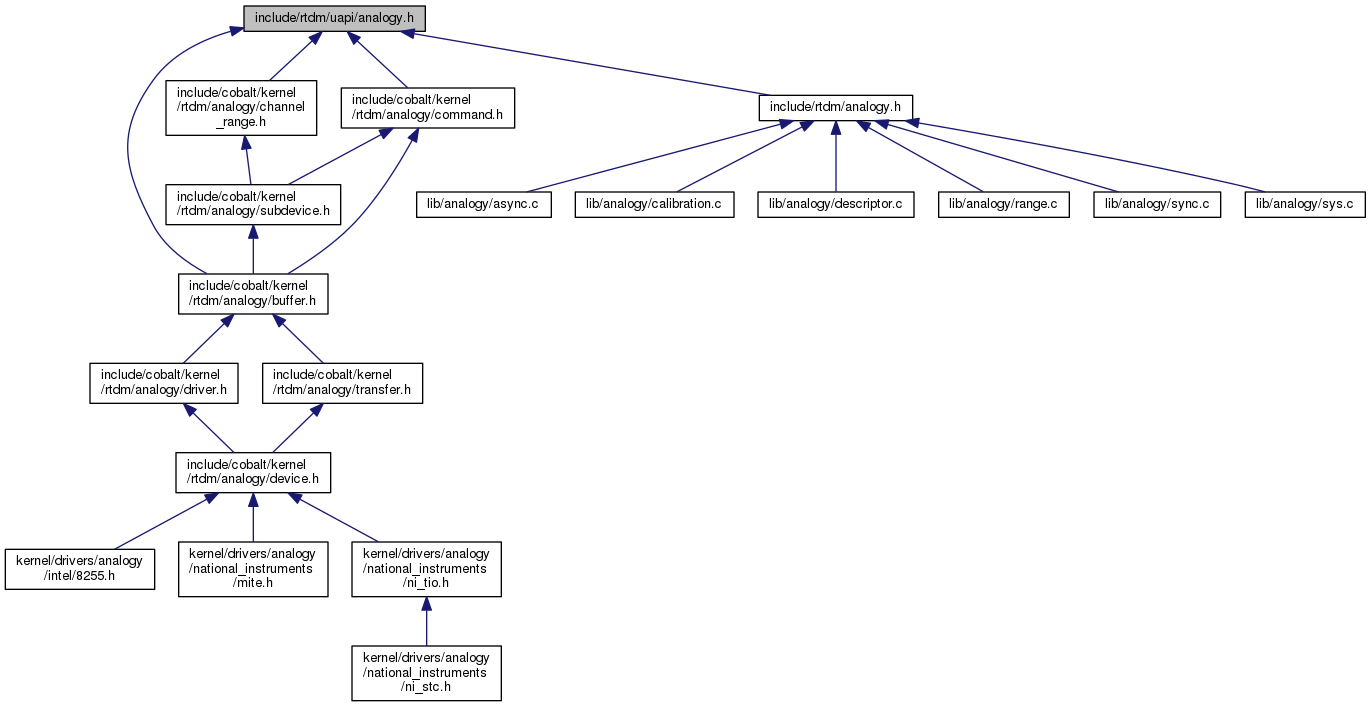 include/rtdm/uapi/analogy.h
include/cobalt/kernel
/rtdm/analogy/channel
_range.h
include/cobalt/kernel
/rtdm/analogy/command.h
include/rtdm/analogy.h
include/cobalt/kernel
/rtdm/analogy/subdevice.h
lib/analogy/async.c
lib/analogy/calibration.c
lib/analogy/descriptor.c
lib/analogy/range.c
lib/analogy/sync.c
lib/analogy/sys.c
include/cobalt/kernel
/rtdm/analogy/buffer.h
include/cobalt/kernel
/rtdm/analogy/driver.h
include/cobalt/kernel
/rtdm/analogy/transfer.h
include/cobalt/kernel
/rtdm/analogy/device.h
kernel/drivers/analogy
/intel/8255.h
kernel/drivers/analogy
/national_instruments
/mite.h
kernel/drivers/analogy
/national_instruments
/ni_tio.h
kernel/drivers/analogy
/national_instruments
/ni_stc.h